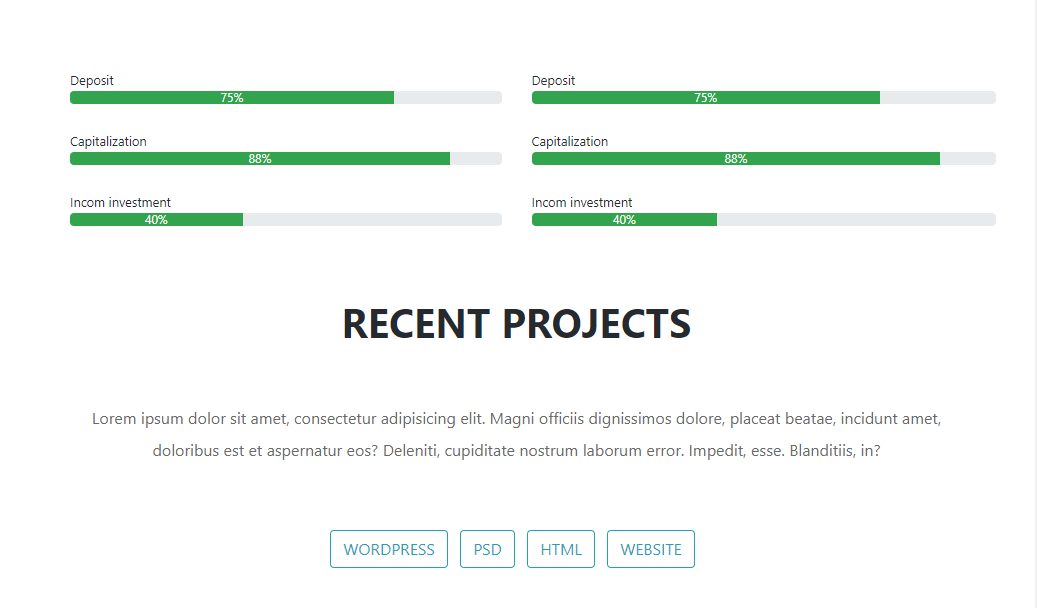 Deposit
75%
Capitalization
88%
Incom investment
40%
Deposit
75%
Capitalization
88%
Incom investment
40%
RECENT PROJECTS
Lorem ipsum dolor sit amet, consectetur adipisicing elit. Magni officiis dignissimos dolore, placeat beatae, incidunt amet,
doloribus est et aspernatur eos? Deleniti, cupiditate nostrum laborum error. Impedit, esse. Blanditiis, in?
WORDPRESS PSD HTML WEBSITE